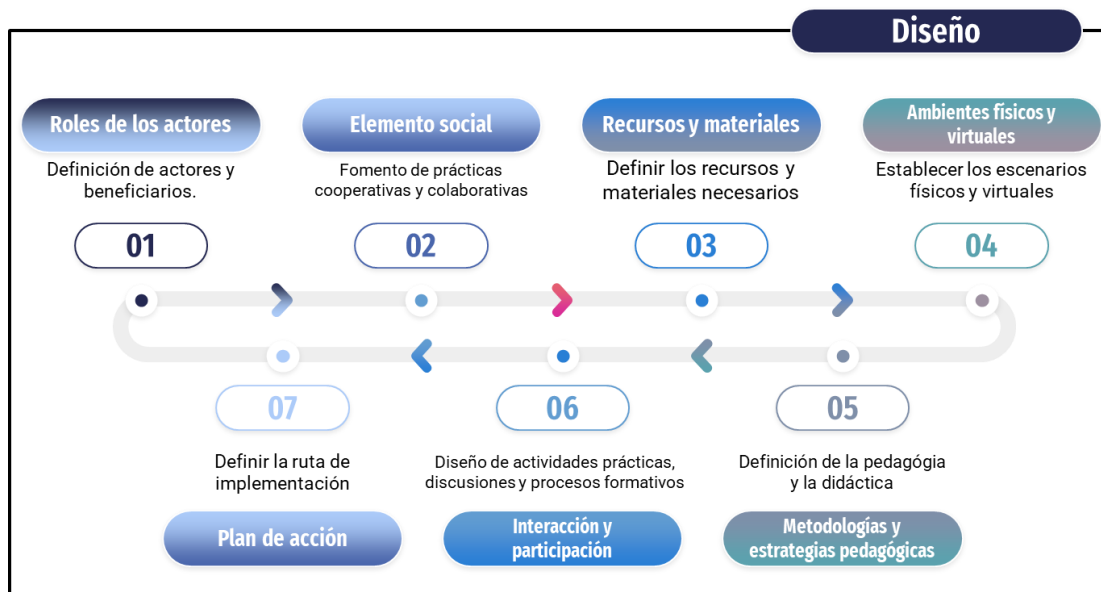 Diseño
Roles de los actores
Definición de actores y
beneficiarios.
01
Elemento social
Fomento de prácticas
cooperativas y colaborativas
02
Recursos y materiales
Definir los recursos y
materiales necesarios
03
Ambientes físicos y
virtuales
Establecer los escenarios
físicos y virtuales
04
05
Definición de la pedagógia
y la didáctica
Metodologías y
estrategias pedagógicas
06
Diseño de actividades prácticas,
discusiones y procesos formativos
Interacción y
participación
07
Definir la ruta de
implementación
Plan de acción